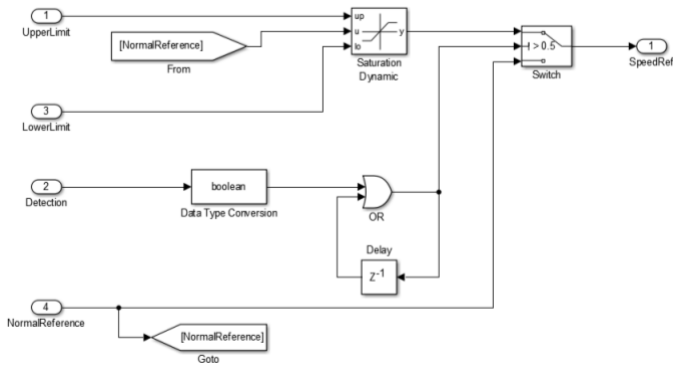 1
UpperLimit
[NormalReference]
From
up
u
lo
y
Saturation
Dynamic
> 0.5
Switch
1
SpeedRef
3
LowerLimit
2
Detection
boolean
Data Type Conversion
OR
Delay
Z-1
4
NormalReference
[NormalReference]
Goto